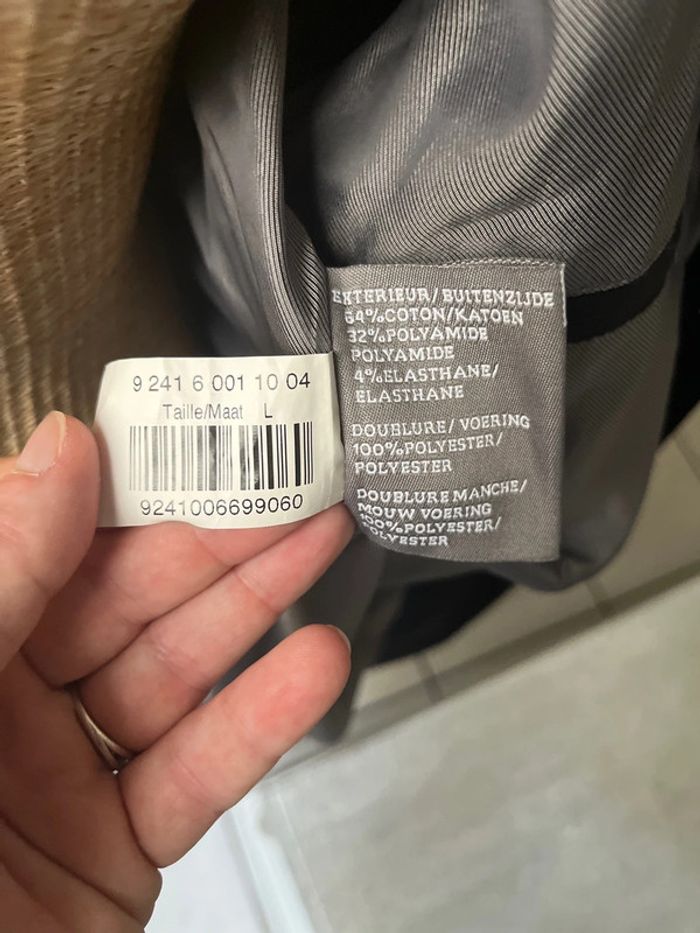 9 241 6 001 10 04
Taille/Maat L
9241006699060
EXTERIEUR/BUITENZIJDE
64%COTON/KATOEN
32%POLYAMIDE
POLYAMIDE
4%ELASTHANE/
ELASTHANE
DOUBLURE/VOERING
100%POLYESTER/
POLYESTER
DOUBLURE MANCHE/
MOUW VOERING
100%POLYESTER/
POLYESTER